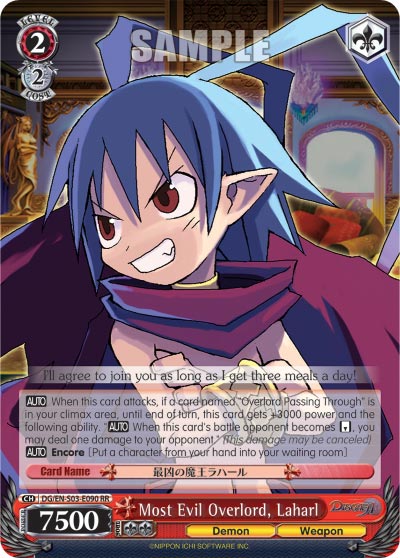 SAMPLE
LEVEL
2
2
COST
I'll agree to join you as long as I get three meals a day!
AUTO When this card attacks, if a card named "Overlord Passing Through" is
in your climax area, until end of turn, this card gets +3000 power and the
following ability. "AUTO When this card's battle opponent becomes, you
may deal one damage to your opponent." (This damage may be canceled)
AUTO Encore [Put a character from your hand into your waiting room]
Card Name 最凶の魔王ラハール
CH DG/EN-S03-E090 RR
POWER
7500
SOUL
Most Evil Overlord, Laharl
DISGAEA
Demon
Weapon
©NIPPON ICHI SOFTWARE INC.